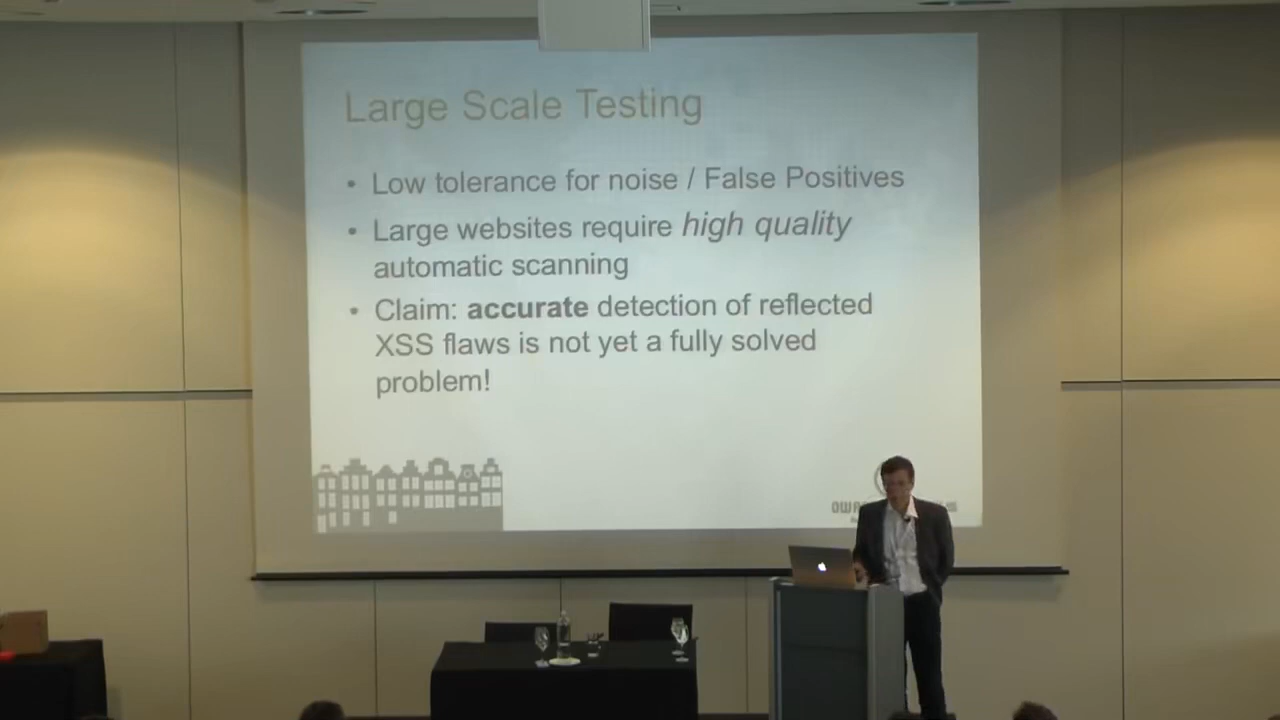 Large Scale Testing
• Low tolerance for noise / False Positives
• Large websites require high quality
automatic scanning
• Claim: accurate detection of reflected
XSS flaws is not yet a fully solved
problem!